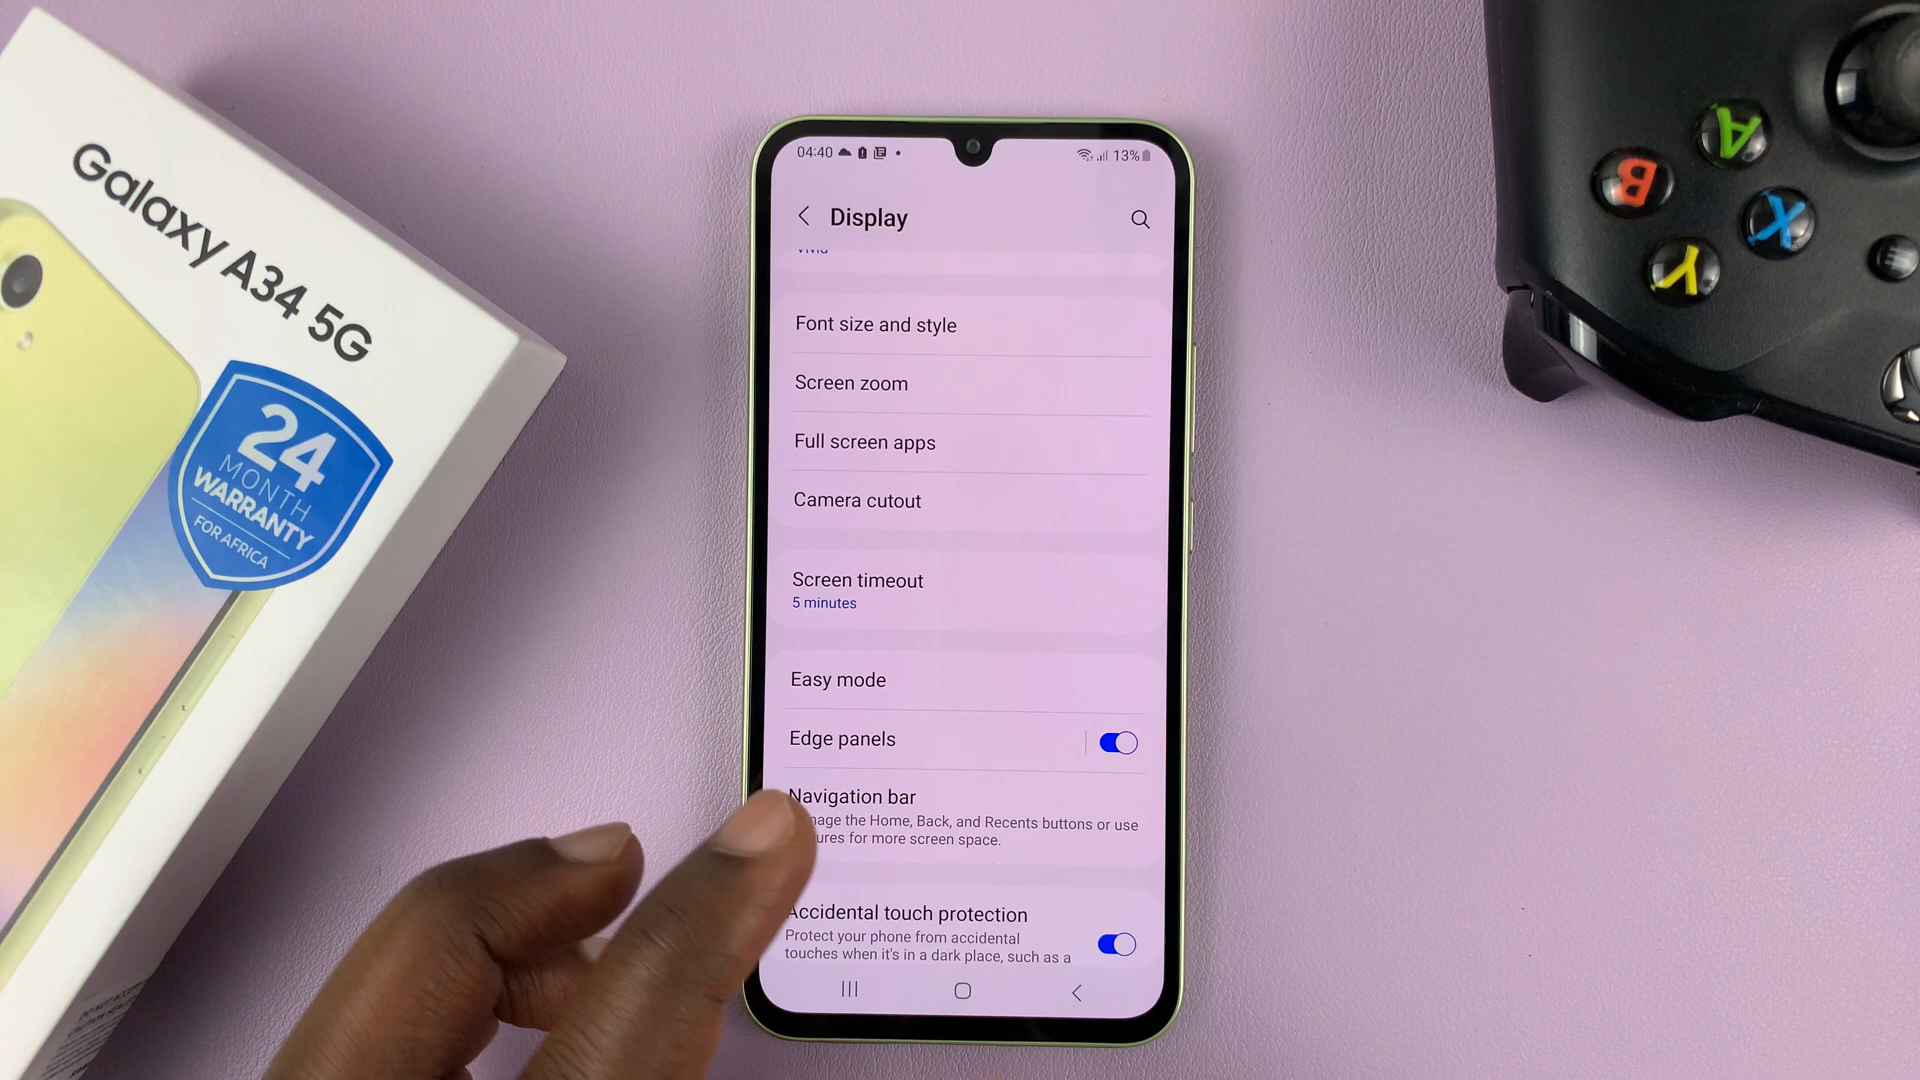 Galaxy A34 5G
24
MONTH
WARRANTY
FOR AFRICA
04:40
13%
Display
Vivid
Font size and style
Screen zoom
Full screen apps
Camera cutout
Screen timeout
5 minutes
Easy mode
Edge panels
Navigation bar
the Home, Back, and Recents buttons or use
for more screen space.
Accidental touch protection
Protect your phone from accidental
touches when it's in a dark place, such as a
A
B
X
Y